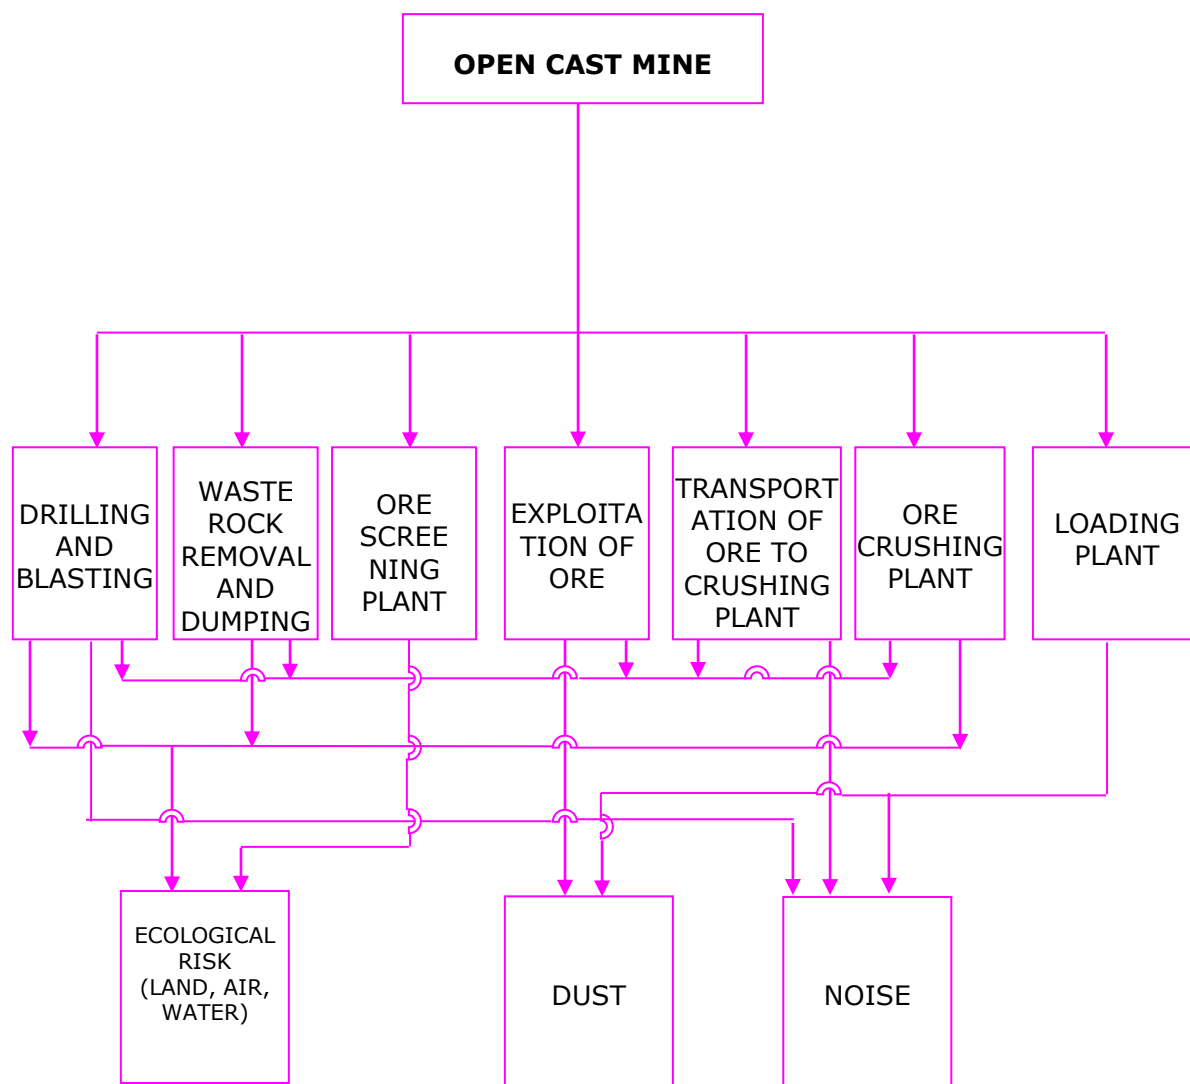 OPEN CAST MINE
DRILLING
AND
BLASTING
WASTE
ROCK
REMOVAL
AND
DUMPING
ORE
SCREE
NING
PLANT
EXPLOITA
TION OF
ORE
TRANSPORT
ATION OF
ORE TO
CRUSHING
PLANT
ORE
CRUSHING
PLANT
LOADING
PLANT
ECOLOGICAL
RISK
(LAND, AIR,
WATER)
DUST
NOISE